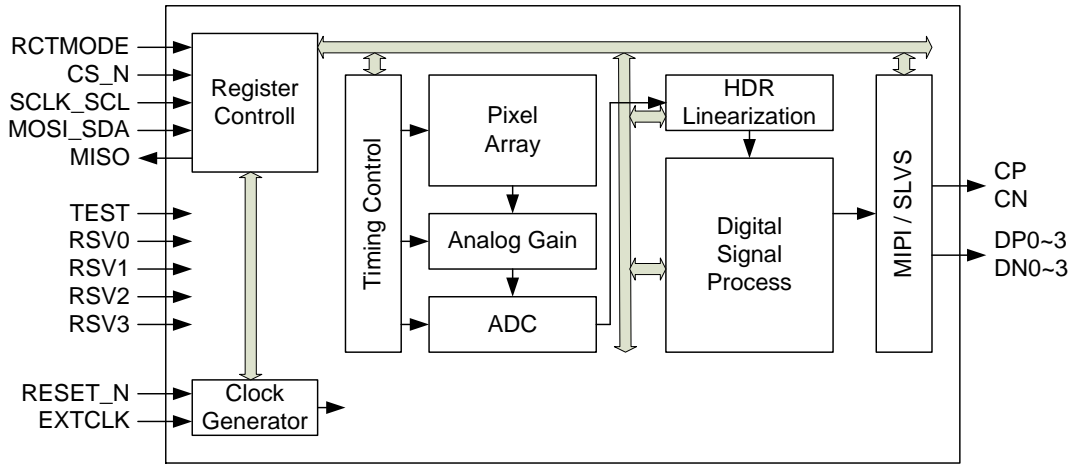 RCTMODE
CS_N
SCLK_SCL
MOSI_SDA
MISO
TEST
RSV0
RSV1
RSV2
RSV3
RESET_N
EXTCLK
Register
Controll
Clock
Generator
Timing Control
Pixel
Array
Analog Gain
ADC
HDR
Linearization
Digital
Signal
Process
MIPI / SLVS
CP
CN
DP0~3
DN0~3